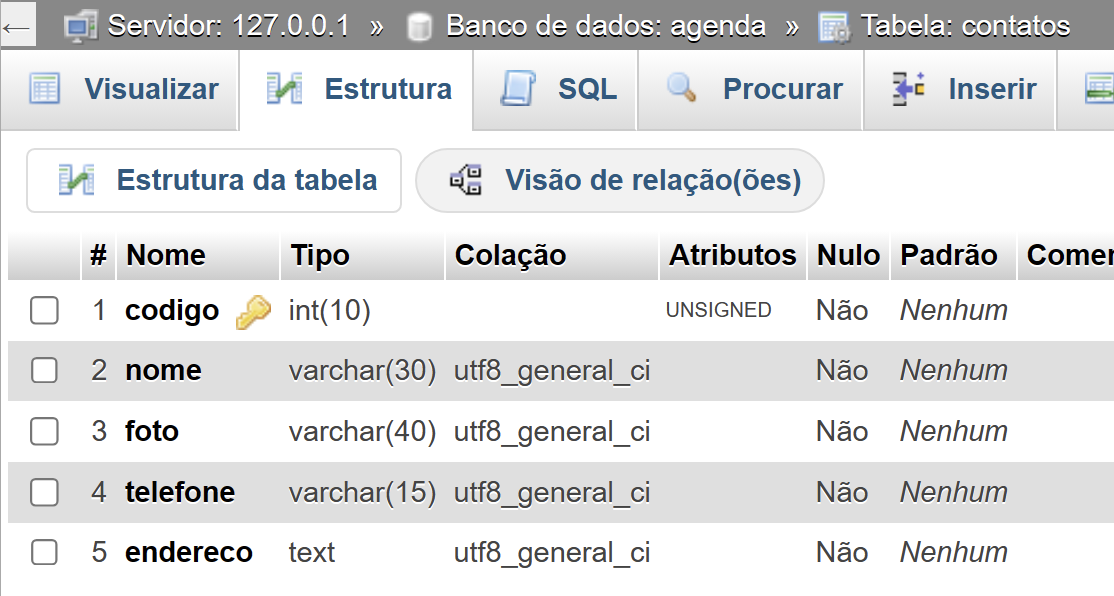 ← Servidor: 127.0.0.1 » Banco de dados: agenda » Tabela: contatos
Visualizar Estrutura SQL Procurar Inserir
Estrutura da tabela Visão de relação(ões)
# Nome Tipo Colação Atributos Nulo Padrão Comen
1 codigo int(10) UNSIGNED Não Nenhum
2 nome varchar(30) utf8_general_ci Não Nenhum
3 foto varchar(40) utf8_general_ci Não Nenhum
4 telefone varchar(15) utf8_general_ci Não Nenhum
5 endereco text utf8_general_ci Não Nenhum